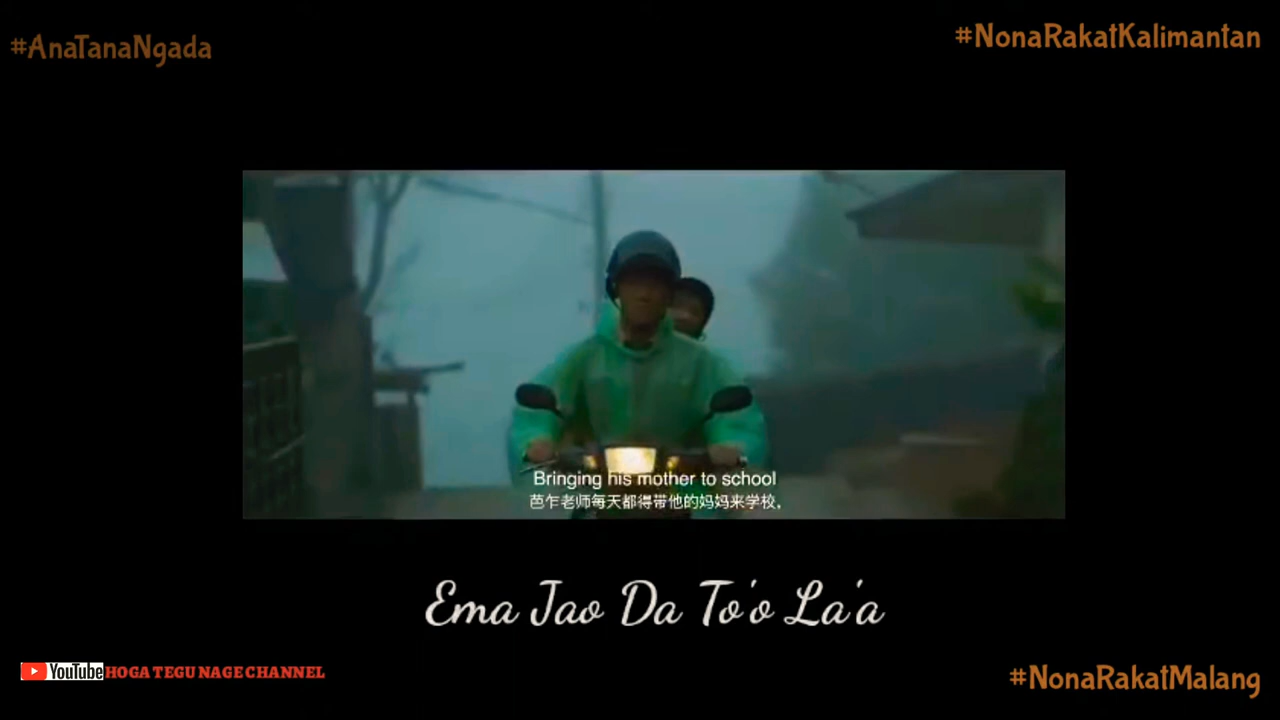 #AnaTanaNgada
#NonaRakatKalimantan
Bringing his mother to school
芭乍老师每天都得带他的妈妈来学校,
Ema Jao Da To'o La'a
YouTube HOGA TEGU NAGE CHANNEL
#NonaRakatMalang